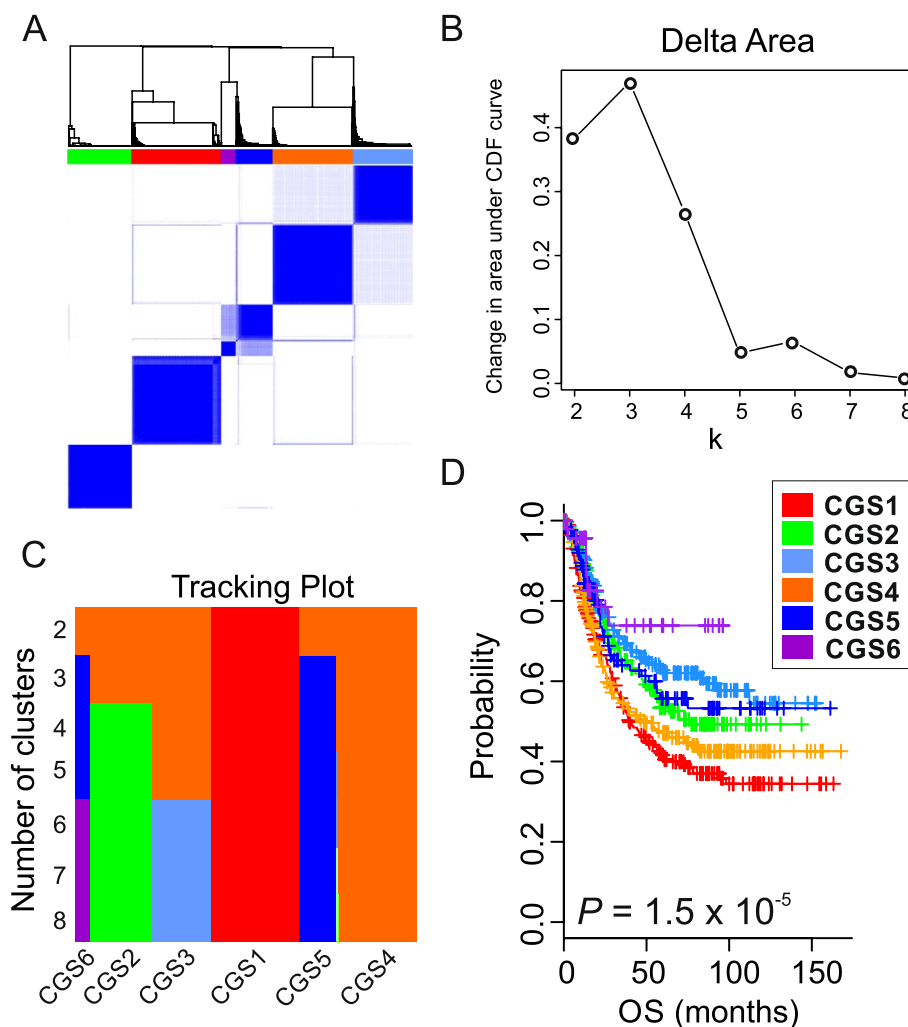 A
B
Delta Area
Change in area under CDF curve
0.4
0.3
0.2
0.1
0.0
2 3 4 5 6 7 8
k
C
Tracking Plot
Number of clusters
2
3
4
5
6
7
8
CGS6 CGS2 CGS3 CGS1 CGS5 CGS4
D
Probability
1.0
0.8
0.6
0.4
0.2
0.0
CGS1
CGS2
CGS3
CGS4
CGS5
CGS6
P = 1.5 x 10⁻⁵
0 50 100 150
OS (months)